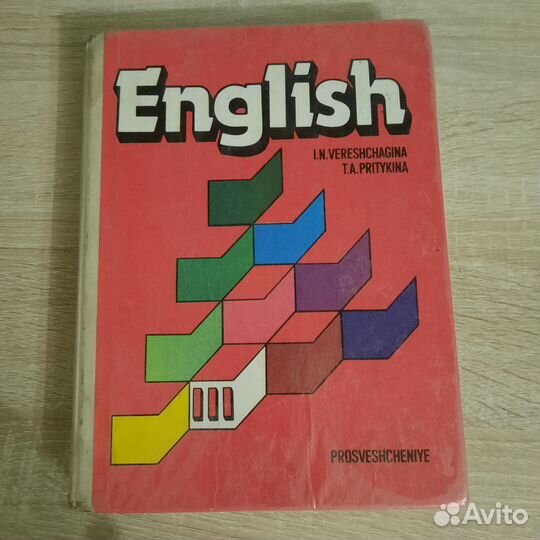 English
I.N.VERESHCHAGINA
T.A.PRITYKINA
III
PROSVESHCHENIYE
Avito